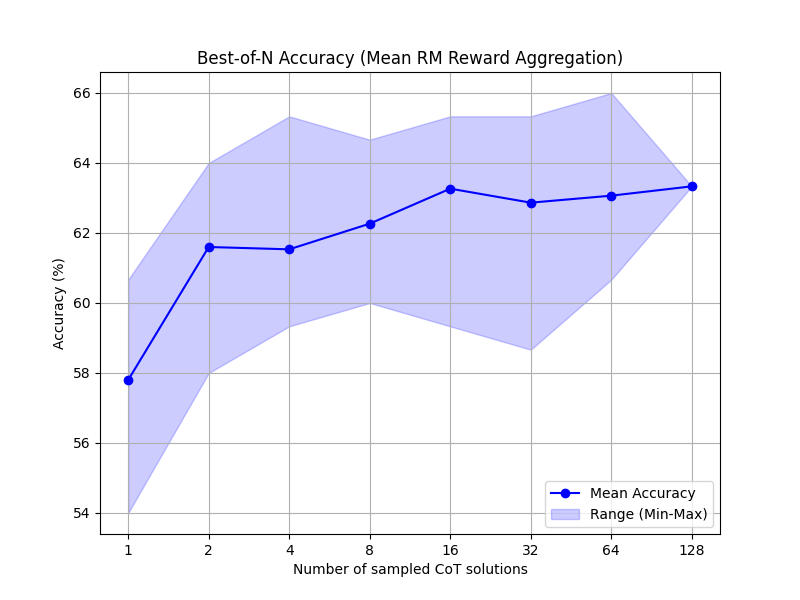 Best-of-N Accuracy (Mean RM Reward Aggregation)
Accuracy (%)
66
64
62
60
58
56
54
Mean Accuracy
Range (Min-Max)
1 2 4 8 16 32 64 128
Number of sampled CoT solutions